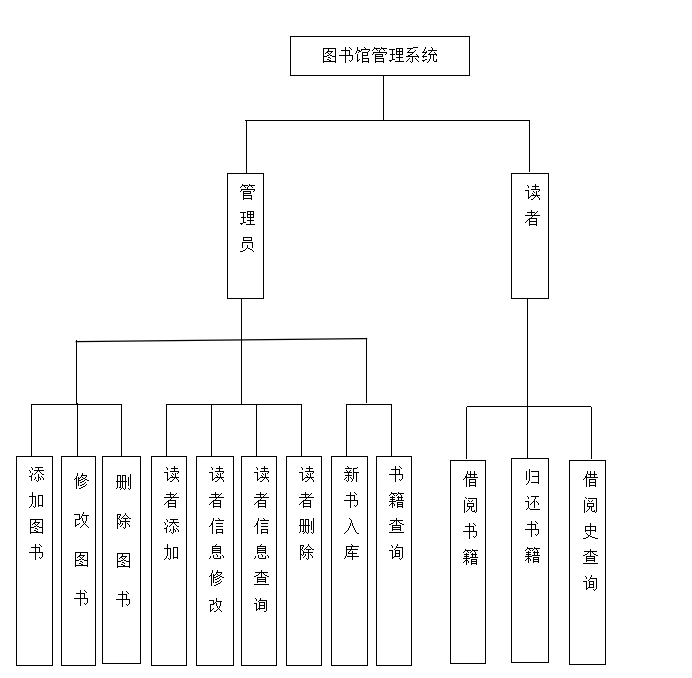 图书馆管理系统
管理员
读者
添加图书
修改图书
删除图书
读者添加
读者信息修改
读者信息查询
读者删除
新书入库
书籍查询
借阅书籍
归还书籍
借阅史查询